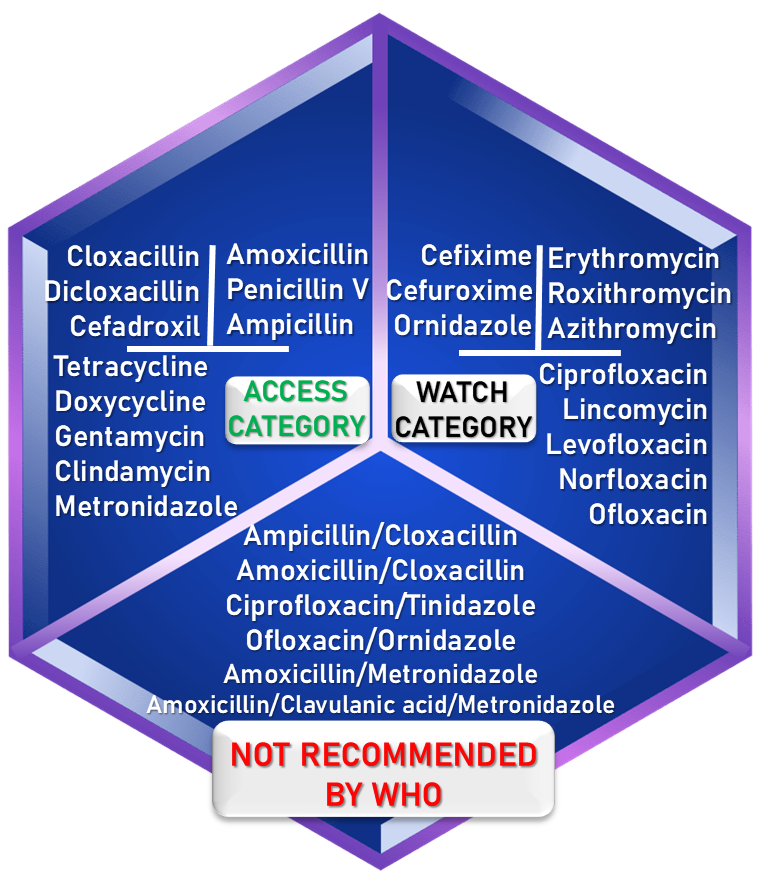 Cloxacillin
Dicloxacillin
Cefadroxil
Amoxicillin
Penicillin V
Ampicillin
Tetracycline
Doxycycline
Gentamycin
Clindamycin
Metronidazole
ACCESS
CATEGORY
Cefixime
Cefuroxime
Ornidazole
Erythromycin
Roxithromycin
Azithromycin
WATCH
CATEGORY
Ciprofloxacin
Lincomycin
Levofloxacin
Norfloxacin
Ofloxacin
Ampicillin/Cloxacillin
Amoxicillin/Cloxacillin
Ciprofloxacin/Tinidazole
Ofloxacin/Ornidazole
Amoxicillin/Metronidazole
Amoxicillin/Clavulanic acid/Metronidazole
NOT RECOMMENDED
BY WHO